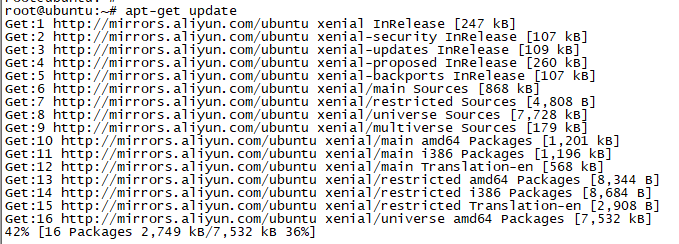 root@ubuntu:~# apt-get update
Get:1 http://mirrors.aliyun.com/ubuntu xenial InRelease [247 kB]
Get:2 http://mirrors.aliyun.com/ubuntu xenial-security InRelease [107 kB]
Get:3 http://mirrors.aliyun.com/ubuntu xenial-updates InRelease [109 kB]
Get:4 http://mirrors.aliyun.com/ubuntu xenial-proposed InRelease [260 kB]
Get:5 http://mirrors.aliyun.com/ubuntu xenial-backports InRelease [107 kB]
Get:6 http://mirrors.aliyun.com/ubuntu xenial/main Sources [868 kB]
Get:7 http://mirrors.aliyun.com/ubuntu xenial/restricted Sources [4,808 B]
Get:8 http://mirrors.aliyun.com/ubuntu xenial/universe Sources [7,728 kB]
Get:9 http://mirrors.aliyun.com/ubuntu xenial/multiverse Sources [179 kB]
Get:10 http://mirrors.aliyun.com/ubuntu xenial/main amd64 Packages [1,201 kB]
Get:11 http://mirrors.aliyun.com/ubuntu xenial/main i386 Packages [1,196 kB]
Get:12 http://mirrors.aliyun.com/ubuntu xenial/main Translation-en [568 kB]
Get:13 http://mirrors.aliyun.com/ubuntu xenial/restricted amd64 Packages [8,344 B]
Get:14 http://mirrors.aliyun.com/ubuntu xenial/restricted i386 Packages [8,684 B]
Get:15 http://mirrors.aliyun.com/ubuntu xenial/restricted Translation-en [2,908 B]
Get:16 http://mirrors.aliyun.com/ubuntu xenial/universe amd64 Packages [7,532 kB]
42% [16 Packages 2,749 kB/7,532 kB 36%]